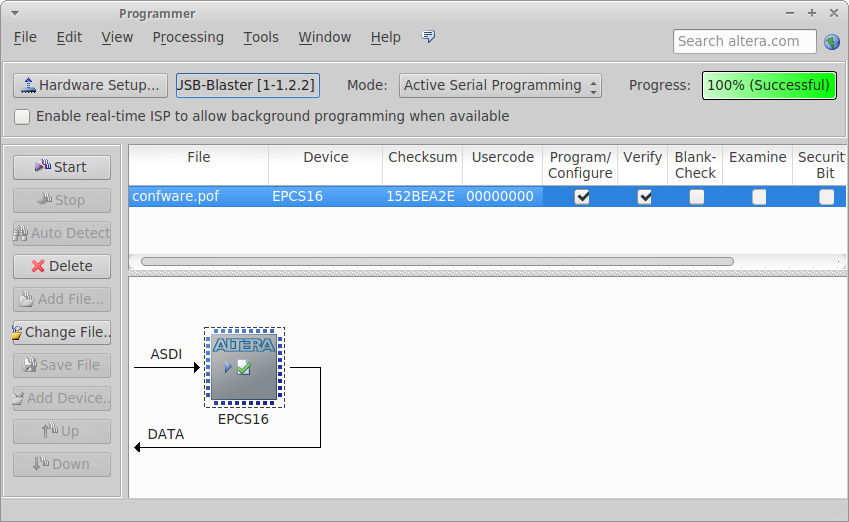 Programmer
File Edit View Processing Tools Window Help
Search altera.com
Hardware Setup... USB-Blaster [1-1.2.2] Mode: Active Serial Programming Progress: 100% (Successful)
Enable real-time ISP to allow background programming when available
Start
Stop
Auto Detect
Delete
Add File...
Change File..
Save File
Add Device..
Up
Down
File Device Checksum Usercode Program/ Verify Blank- Examine Securit
Configure Check Bit
confware.pof EPCS16 152BEA2E 00000000
ALTERA
ASDI
EPCS16
DATA